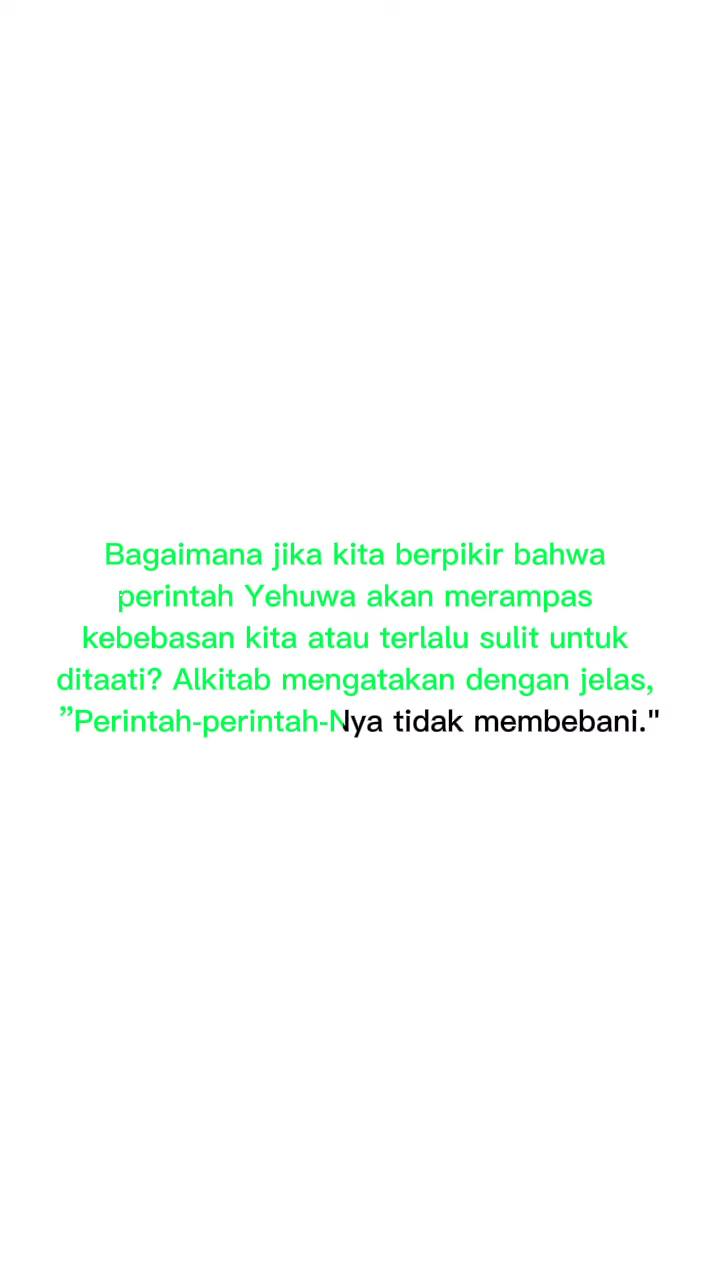 Bagaimana jika kita berpikir bahwa
perintah Yehuwa akan merampas
kebebasan kita atau terlalu sulit untuk
ditaati? Alkitab mengatakan dengan jelas,
”Perintah-perintah-Nya tidak membebani."